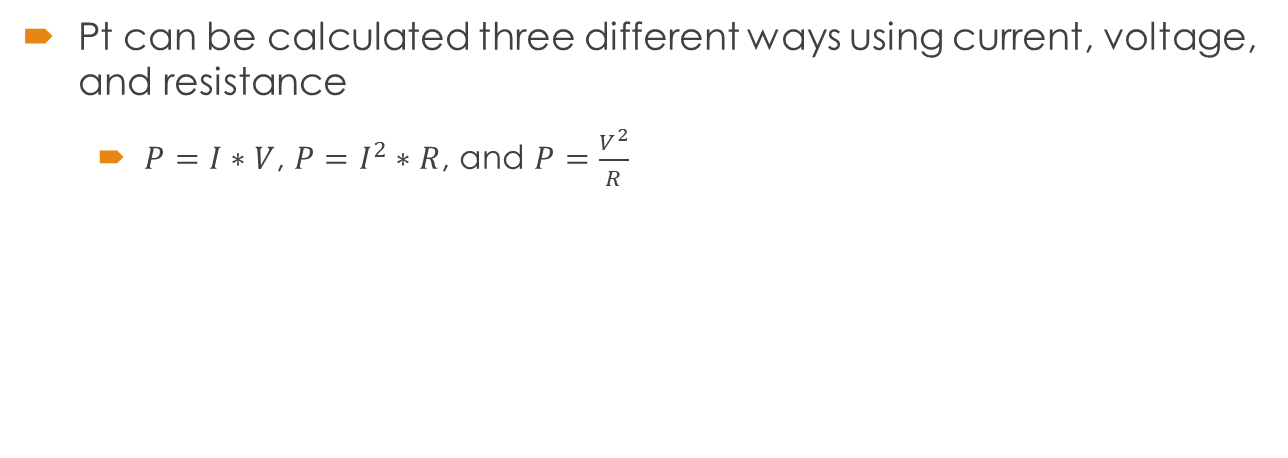 Pt can be calculated three different ways using current, voltage,
and resistance
P = I ∗ V, P = I² ∗ R, and P = V²/R